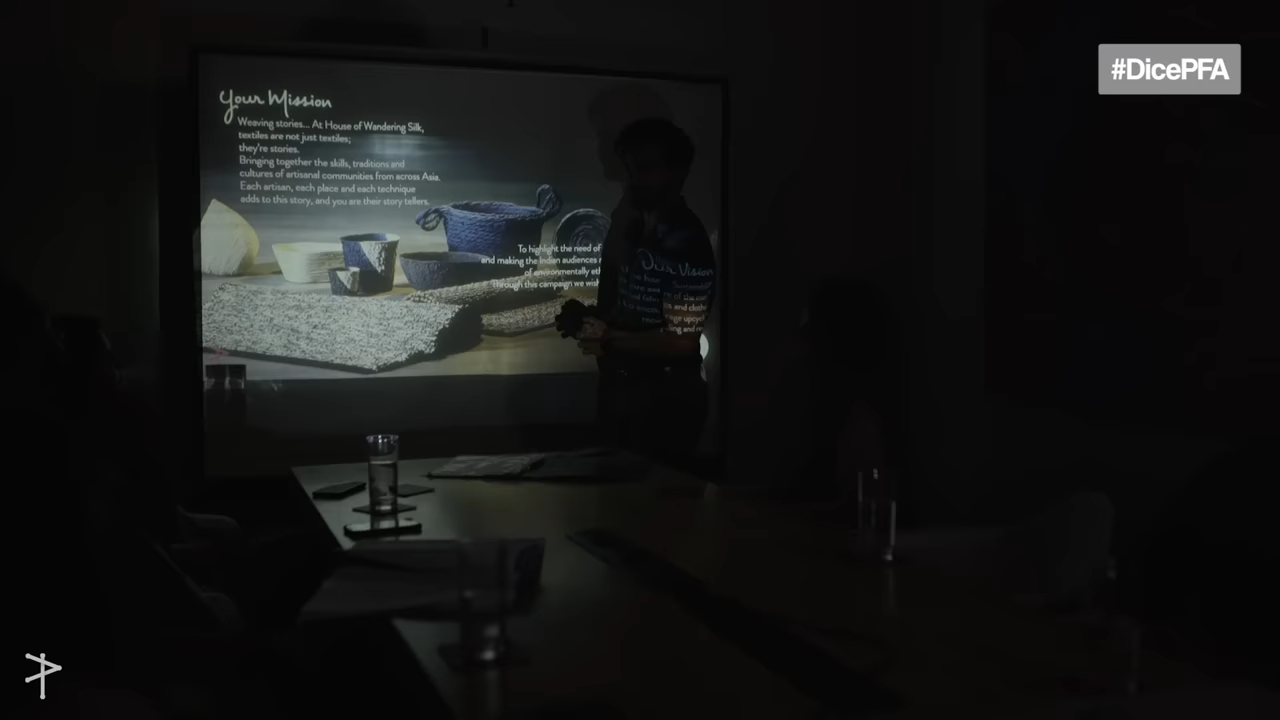 #DicePFA
Your Mission
Weaving stories... At House of Wandering Silk,
textiles are not just textiles;
they're stories.
Bringing together the skills, traditions and
cultures of artisanal communities from across Asia.
Each artisan, each place and each technique
adds to this story, and you are their story tellers.
To highlight the need of
and making the Indian audiences
of environmentally
Through this campaign we wish
Our Vision